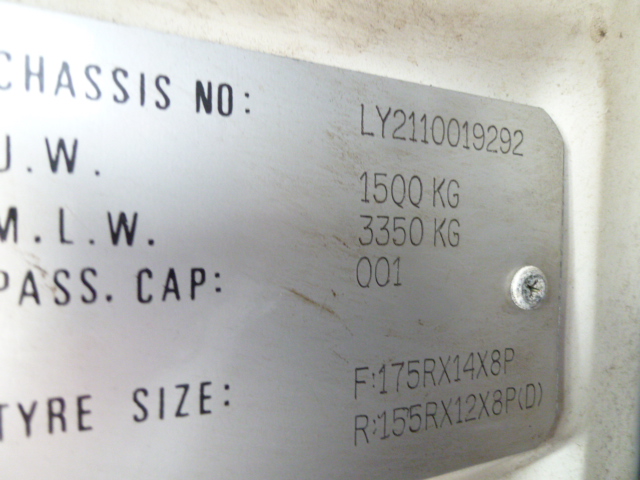 CHASSIS NO: LY2110019292
U.W. 1500 KG
M.L.W. 3350 KG
PASS. CAP: 001
TYRE SIZE: F:175RX14X8P
R:155RX12X8P(D)